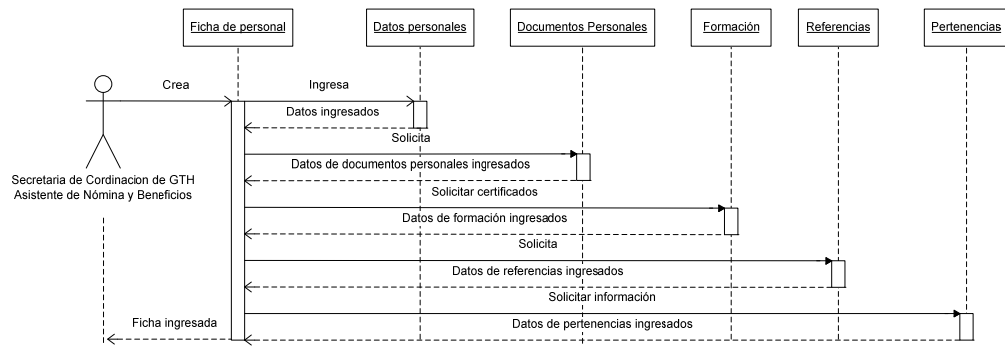 Ficha de personal
Datos personales
Documentos Personales
Formación
Referencias
Pertenencias
Crea
Ingresa
Datos ingresados
Solicita
Datos de documentos personales ingresados
Secretaria de Cordinacion de GTH
Asistente de Nómina y Beneficios
Solicitar certificados
Datos de formación ingresados
Solicita
Datos de referencias ingresados
Solicitar información
Ficha ingresada
Datos de pertenencias ingresados